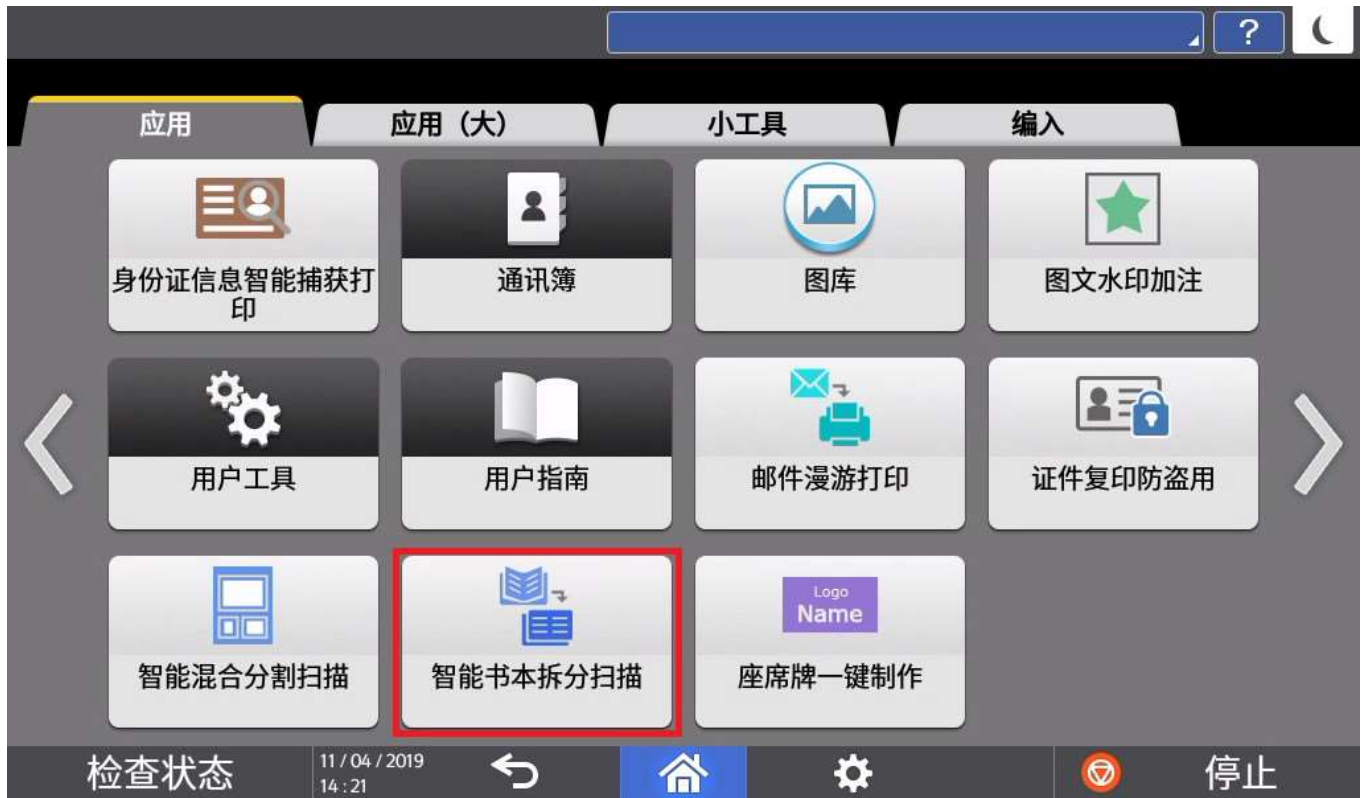 ?
应用
应用（大）
小工具
编入
身份证信息智能捕获打
印
通讯簿
图库
图文水印加注
用户工具
用户指南
邮件漫游打印
证件复印防盗用
智能混合分割扫描
智能书本拆分扫描
Logo
Name
座席牌一键制作
检查状态
11 / 04 / 2019
14 : 21
停止